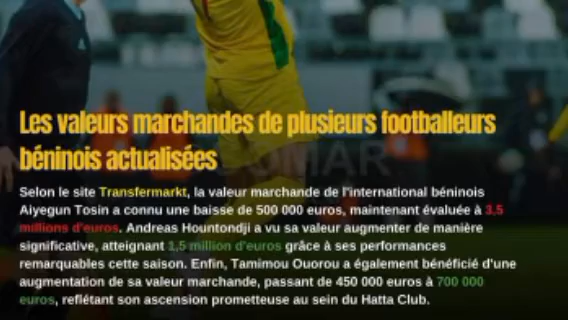 Les valeurs marchandes de plusieurs footballeurs
béninois actualisées
Selon le site Transfermarkt, la valeur marchande de l'international béninois
Aiyegun Tosin a connu une baisse de 500 000 euros, maintenant évaluée à 3,5
millions d'euros. Andreas Hountondji a vu sa valeur augmenter de manière
significative, atteignant 1,5 million d'euros grâce à ses performances
remarquables cette saison. Enfin, Tamimou Ouorou a également bénéficié d'une
augmentation de sa valeur marchande, passant de 450 000 euros à 700 000
euros, reflétant son ascension prometteuse au sein du Hatta Club.